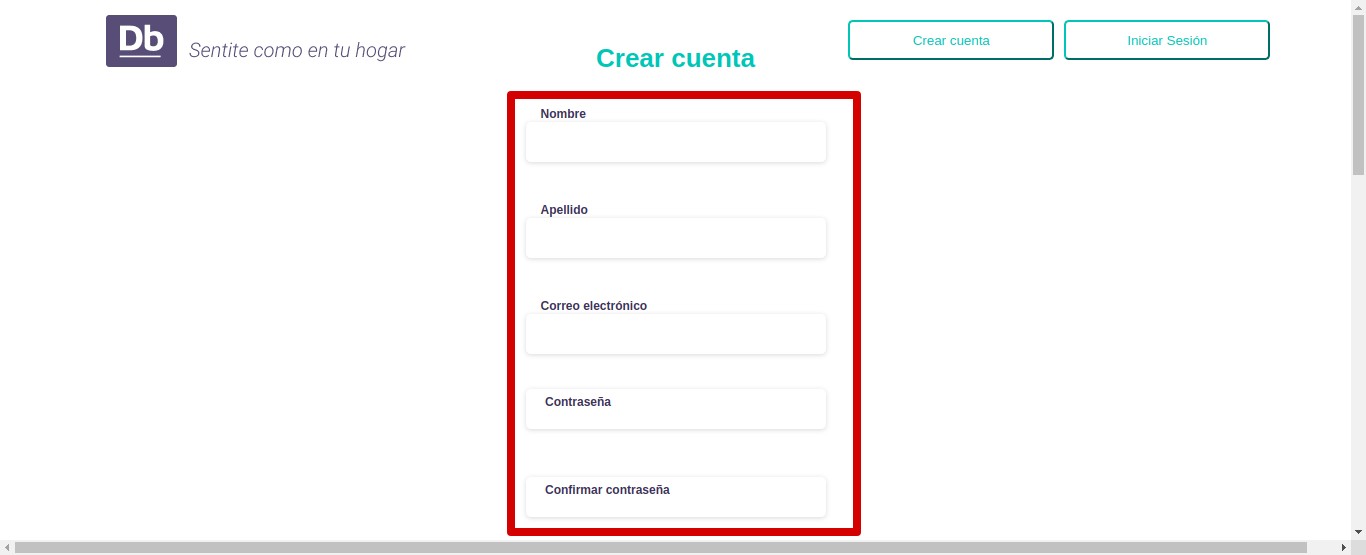 Db
Sentite como en tu hogar
Crear cuenta
Crear cuenta
Iniciar Sesión
Nombre
Apellido
Correo electrónico
Contraseña
Confirmar contraseña